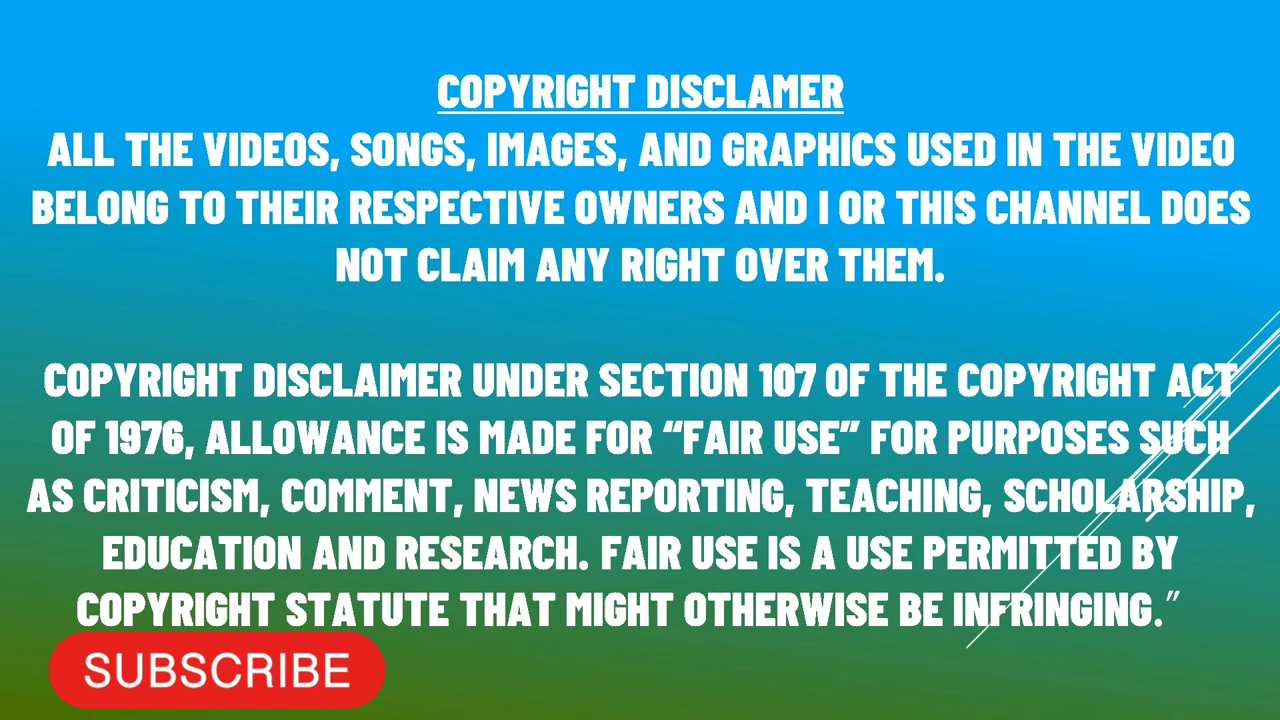 COPYRIGHT DISCLAMER
ALL THE VIDEOS, SONGS, IMAGES, AND GRAPHICS USED IN THE VIDEO
BELONG TO THEIR RESPECTIVE OWNERS AND I OR THIS CHANNEL DOES
NOT CLAIM ANY RIGHT OVER THEM.
COPYRIGHT DISCLAIMER UNDER SECTION 107 OF THE COPYRIGHT ACT
OF 1976, ALLOWANCE IS MADE FOR “FAIR USE” FOR PURPOSES SUCH
AS CRITICISM, COMMENT, NEWS REPORTING, TEACHING, SCHOLARSHIP,
EDUCATION AND RESEARCH. FAIR USE IS A USE PERMITTED BY
COPYRIGHT STATUTE THAT MIGHT OTHERWISE BE INFRINGING.”
SUBSCRIBE